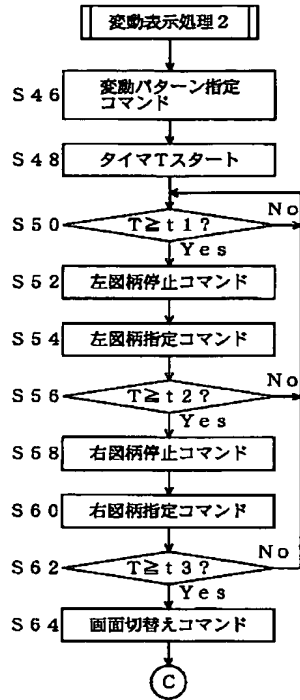 変動表示処理２
S46
変動パターン指定
コマンド
S48
タイマTスタート
S50
T≧t1？
No
Yes
S52
左図柄停止コマンド
S54
左図柄指定コマンド
S56
T≧t2？
No
Yes
S58
右図柄停止コマンド
S60
右図柄指定コマンド
S62
T≧t3？
No
Yes
S64
画面切替えコマンド
C